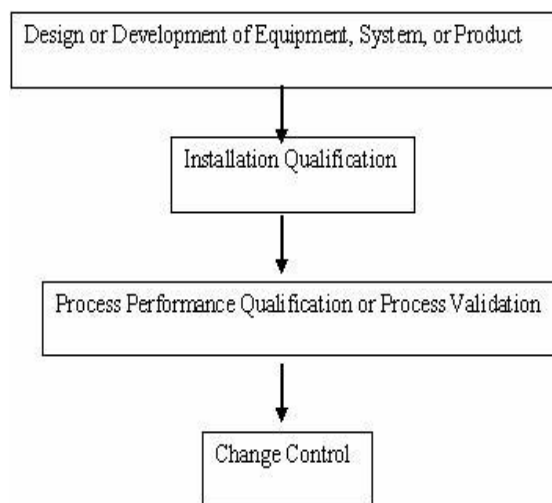 Design or Development of Equipment, System, or Product
Installation Qualification
Process Performance Qualification or Process Validation
Change Control